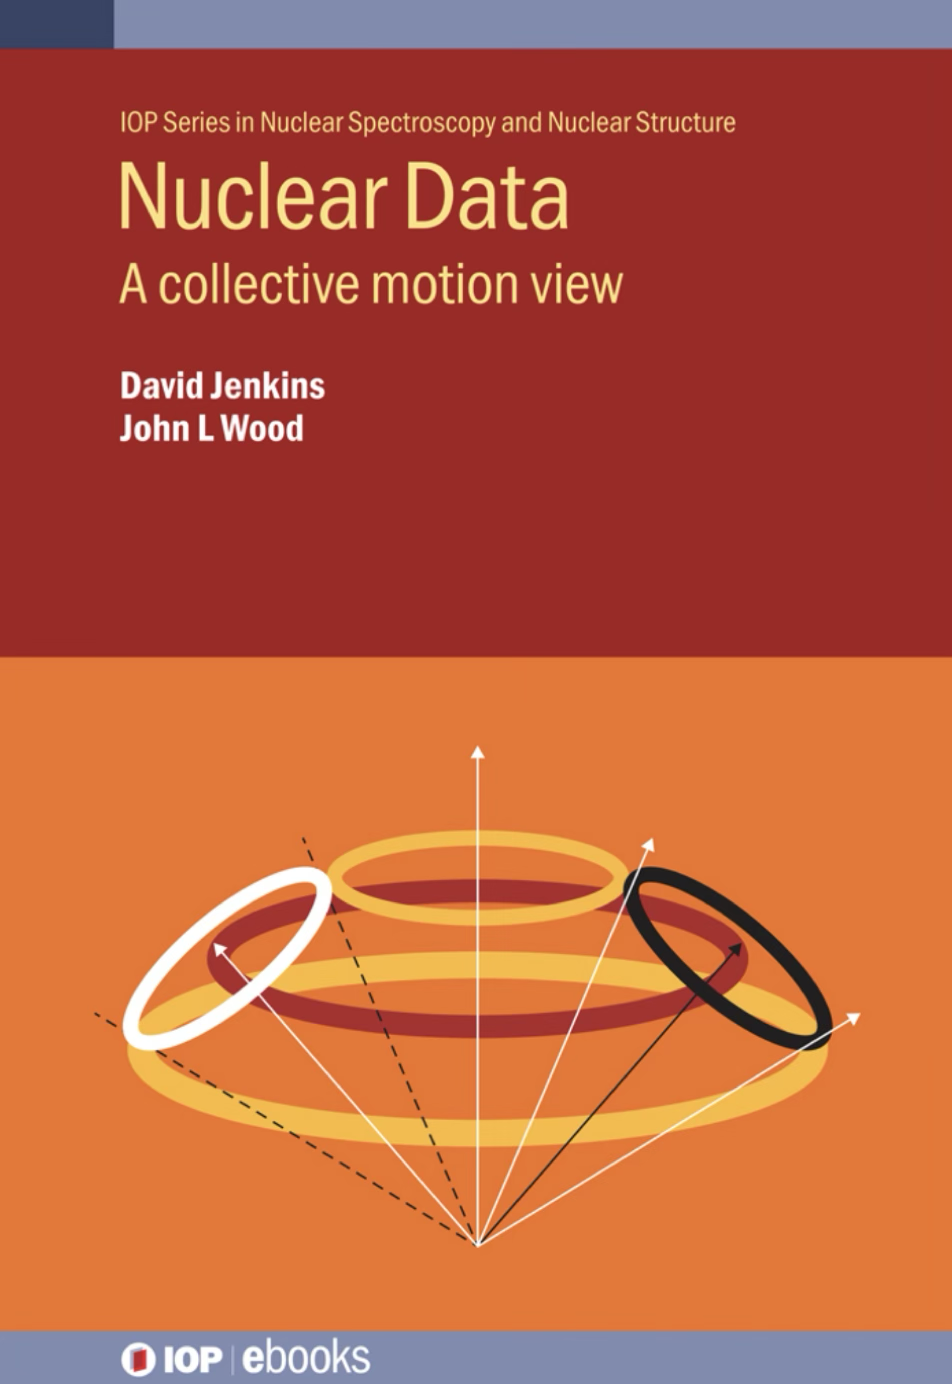 IOP Series in Nuclear Spectroscopy and Nuclear Structure
Nuclear Data
A collective motion view
David Jenkins
John L Wood
IOP | ebooks